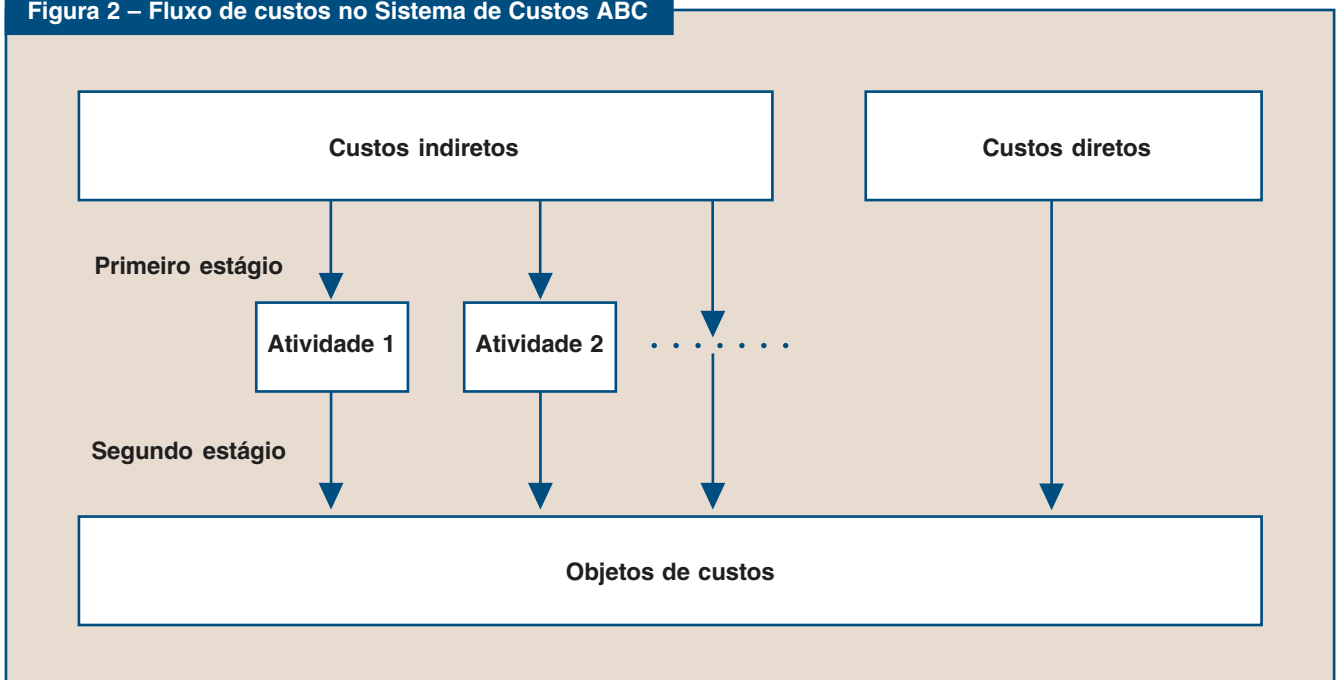 Figura 2 – Fluxo de custos no Sistema de Custos ABC
Custos indiretos
Custos diretos
Primeiro estágio
Atividade 1
Atividade 2
.......
Segundo estágio
Objetos de custos